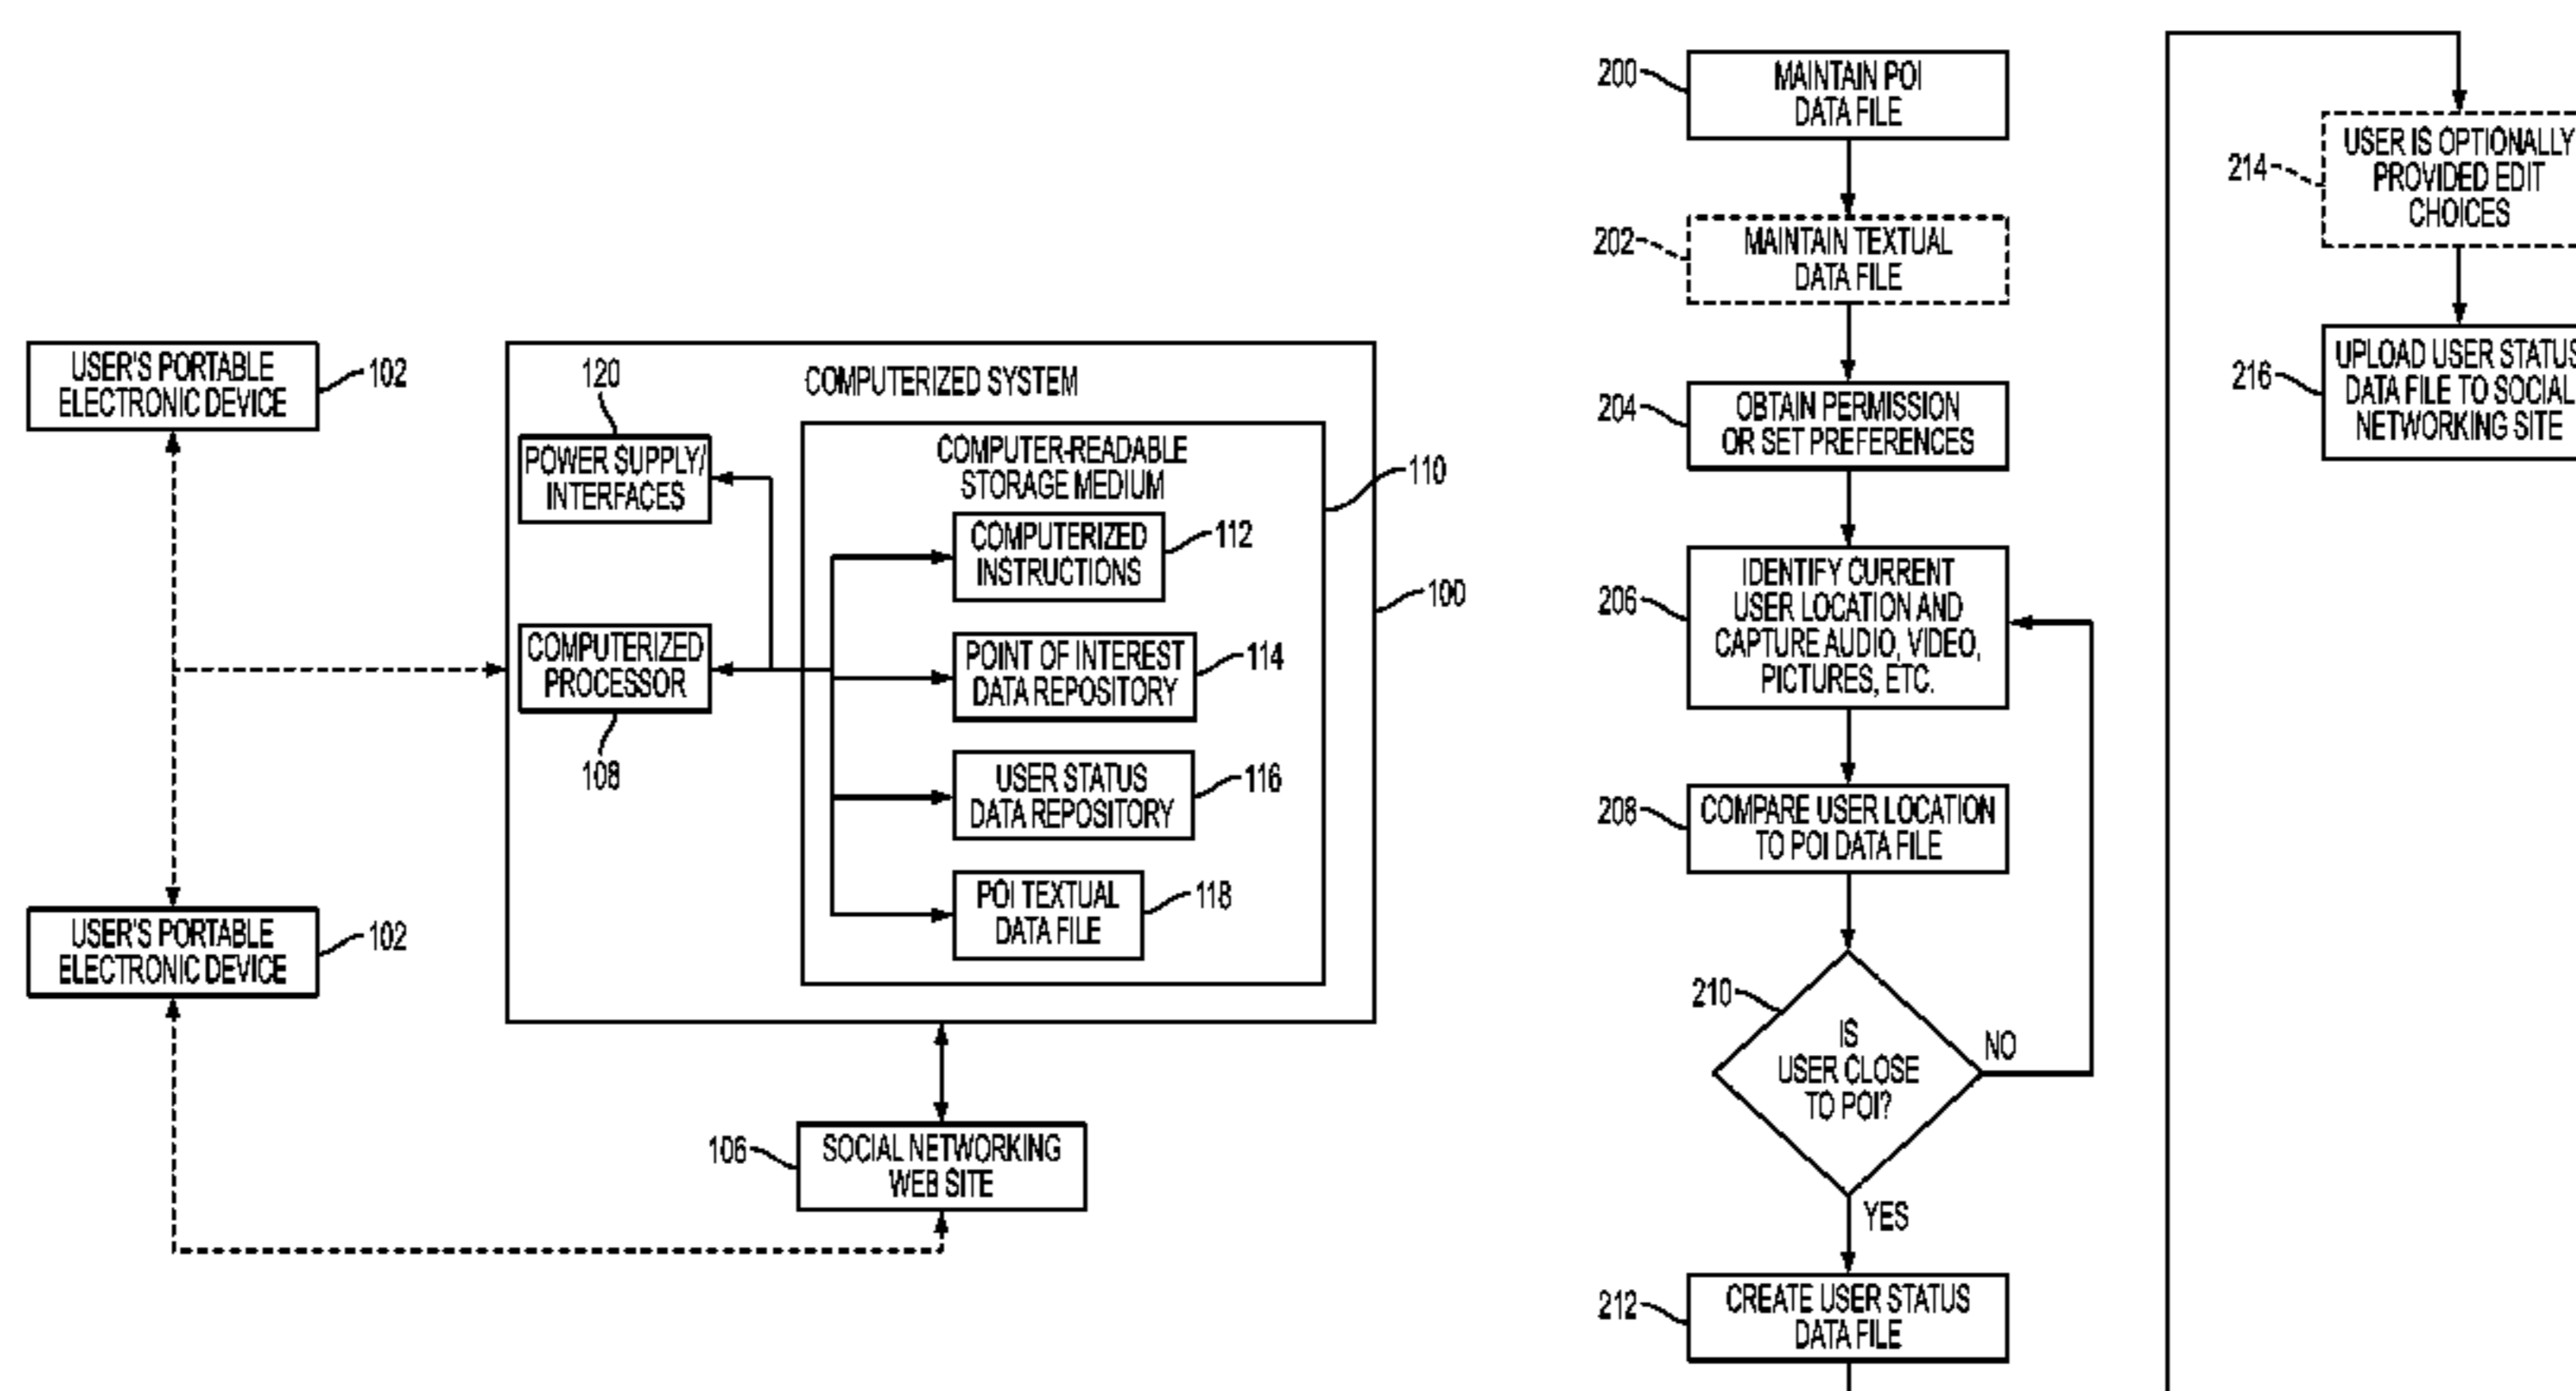 USER'S PORTABLE
ELECTRONIC DEVICE
102
USER'S PORTABLE
ELECTRONIC DEVICE
102
COMPUTERIZED SYSTEM
120
POWER SUPPLY/
INTERFACES
COMPUTERIZED
PROCESSOR
108
COMPUTER-READABLE
STORAGE MEDIUM
110
COMPUTERIZED
INSTRUCTIONS
112
100
POINT OF INTEREST
DATA REPOSITORY
114
USER STATUS
DATA REPOSITORY
116
POI TEXTUAL
DATA FILE
118
106
SOCIAL NETWORKING
WEB SITE
200
MAINTAIN POI
DATA FILE
202
MAINTAIN TEXTUAL
DATA FILE
204
OBTAIN PERMISSION
OR SET PREFERENCES
206
IDENTIFY CURRENT
USER LOCATION AND
CAPTURE AUDIO, VIDEO,
PICTURES, ETC.
208
COMPARE USER LOCATION
TO POI DATA FILE
210
IS
USER CLOSE
TO POI?
NO
YES
212
CREATE USER STATUS
DATA FILE
214
USER IS OPTIONALLY
PROVIDED EDIT
CHOICES
216
UPLOAD USER STATUS
DATA FILE TO SOCIAL
NETWORKING SITE